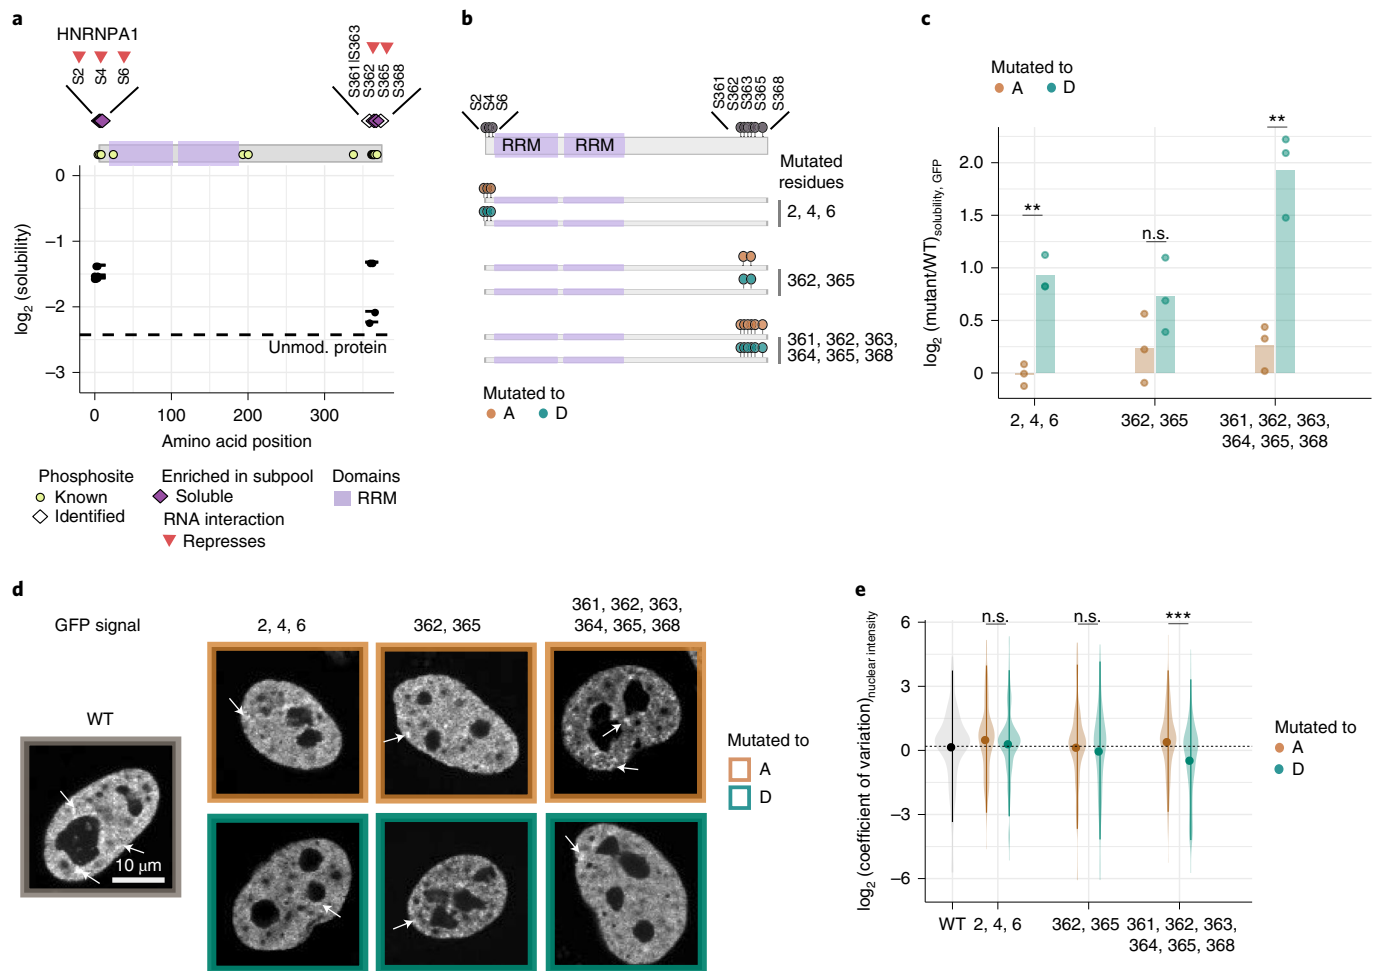 a
HNRNPA1
S2
S4
S6
S361|S363
S362
S365
S368
0
−1
−2
−3
log2 (solubility)
Unmod. protein
0 100 200 300
Amino acid position
Phosphosite
Known
Identified
Enriched in subpool
Soluble
RNA interaction
Represses
Domains
RRM
b
S2
S4
S6
S361
S362
S363
S365
S368
RRM RRM
Mutated
residues
2, 4, 6
362, 365
361, 362, 363,
364, 365, 368
Mutated to
A D
c
Mutated to
A D
log2 (mutant/WT)solubility, GFP
2.0
1.5
1.0
0.5
0
**
n.s.
**
2, 4, 6
362, 365
361, 362, 363,
364, 365, 368
d
GFP signal
WT
10 μm
2, 4, 6
362, 365
361, 362, 363,
364, 365, 368
Mutated to
A
D
e
log2 (coefficient of variation)nuclear intensity
6
3
0
−3
−6
n.s.
n.s.
***
WT
2, 4, 6
362, 365
361, 362, 363,
364, 365, 368
Mutated to
A
D